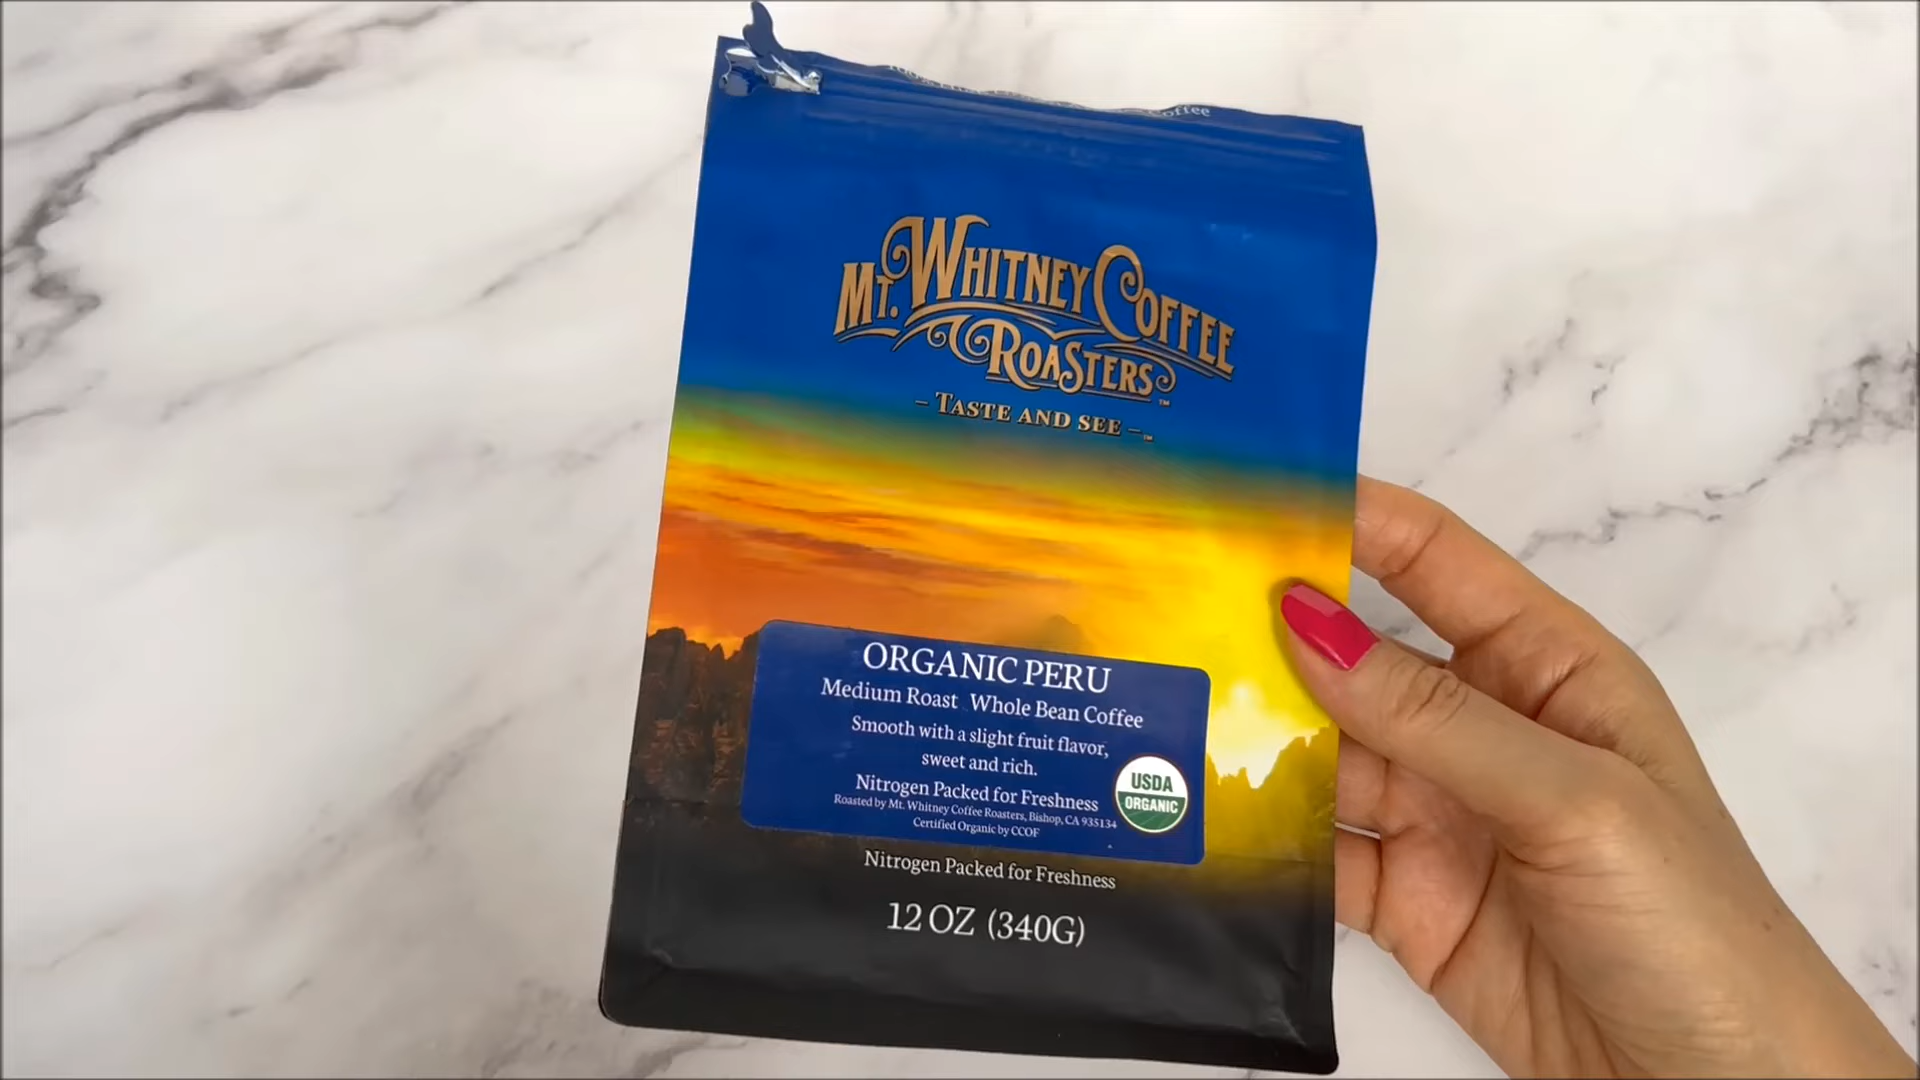 Coffee
MT. WHITNEY COFFEE
ROASTERS™
– TASTE AND SEE –™
ORGANIC PERU
Medium Roast Whole Bean Coffee
Smooth with a slight fruit flavor,
sweet and rich.
Nitrogen Packed for Freshness
Roasted by Mt. Whitney Coffee Roasters, Bishop, CA 935134
Certified Organic by CCOF
USDA
ORGANIC
Nitrogen Packed for Freshness
12 OZ (340G)